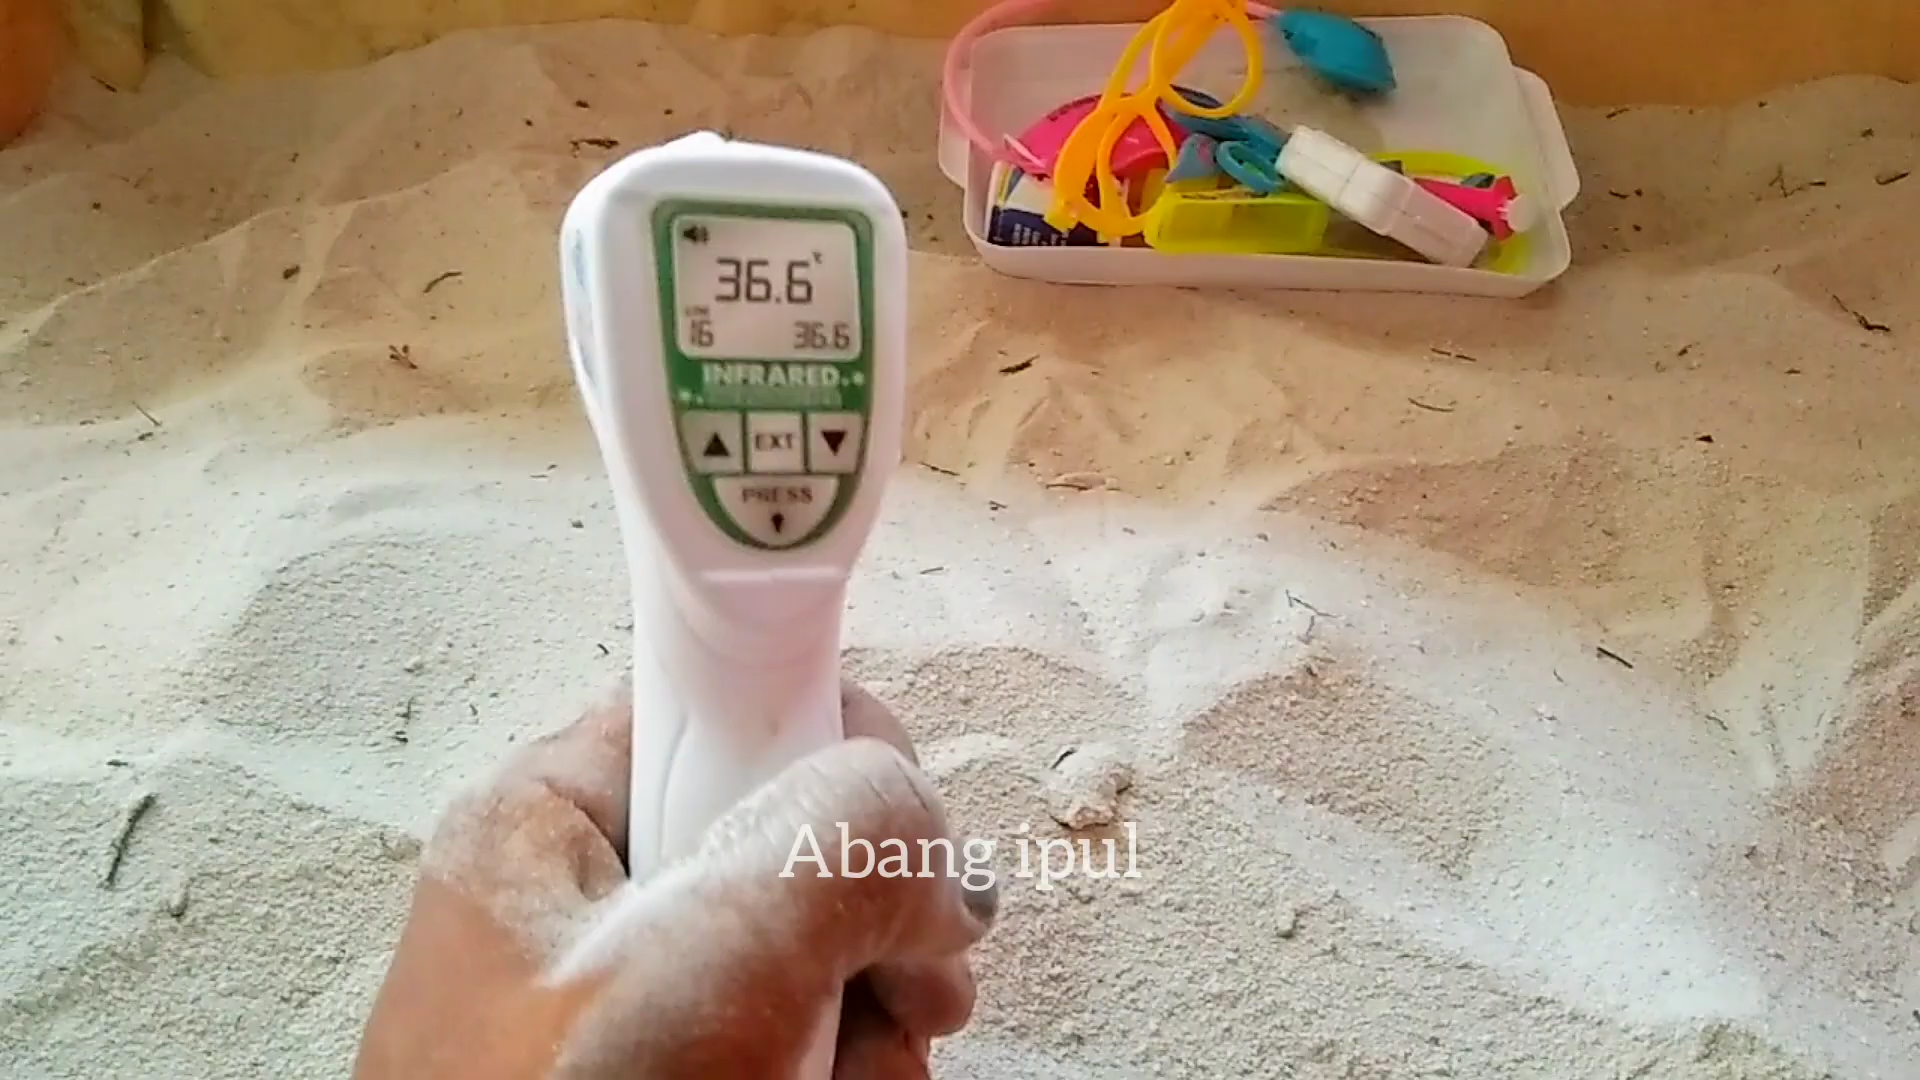 36.6
16 36.6
INFRARED
EXT
PRESS
Abang ipul